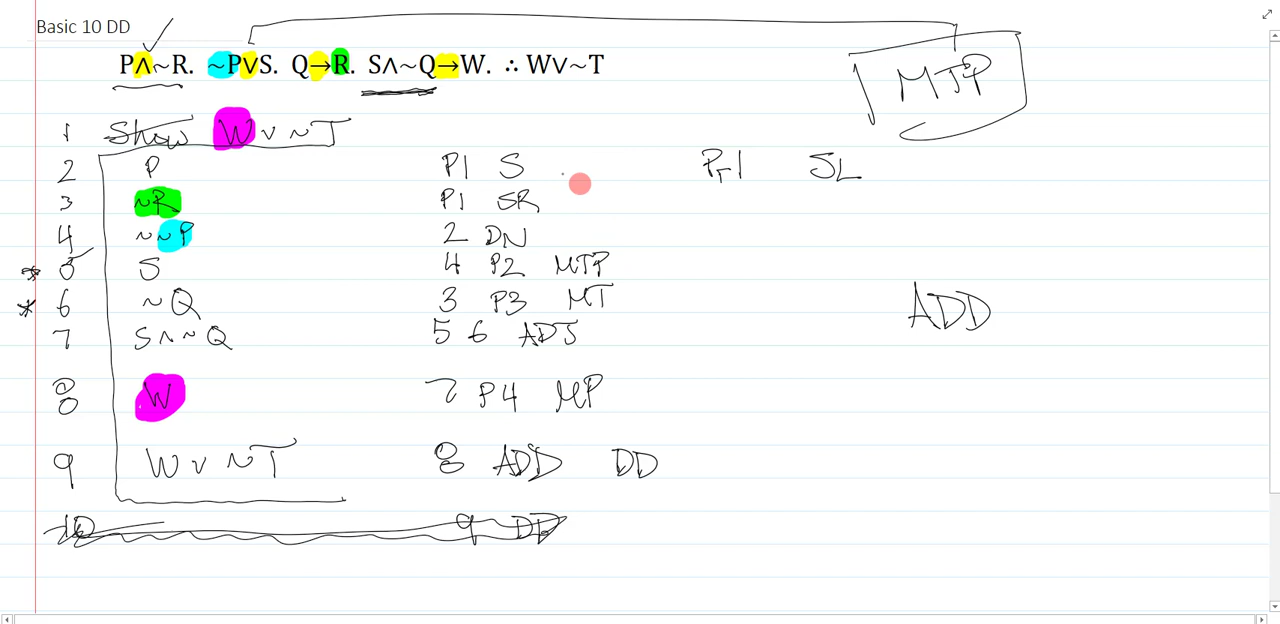 Basic 10 DD
P∧~R. ~P∨S. Q→R. S∧~Q→W. ∴ W∨~T
MTP
1 Show W ∨ ~T
2 P P1 S PT1 SL
3 ~R P1 SR
4 ~~P 2 DN
5 S 4 P2 MTP
6 ~Q 3 P3 MT
ADD
7 S ∧ ~Q 5 6 ADJ
8 W 7 P4 MP
9 W ∨ ~T 8 ADD DD
10 9 DD